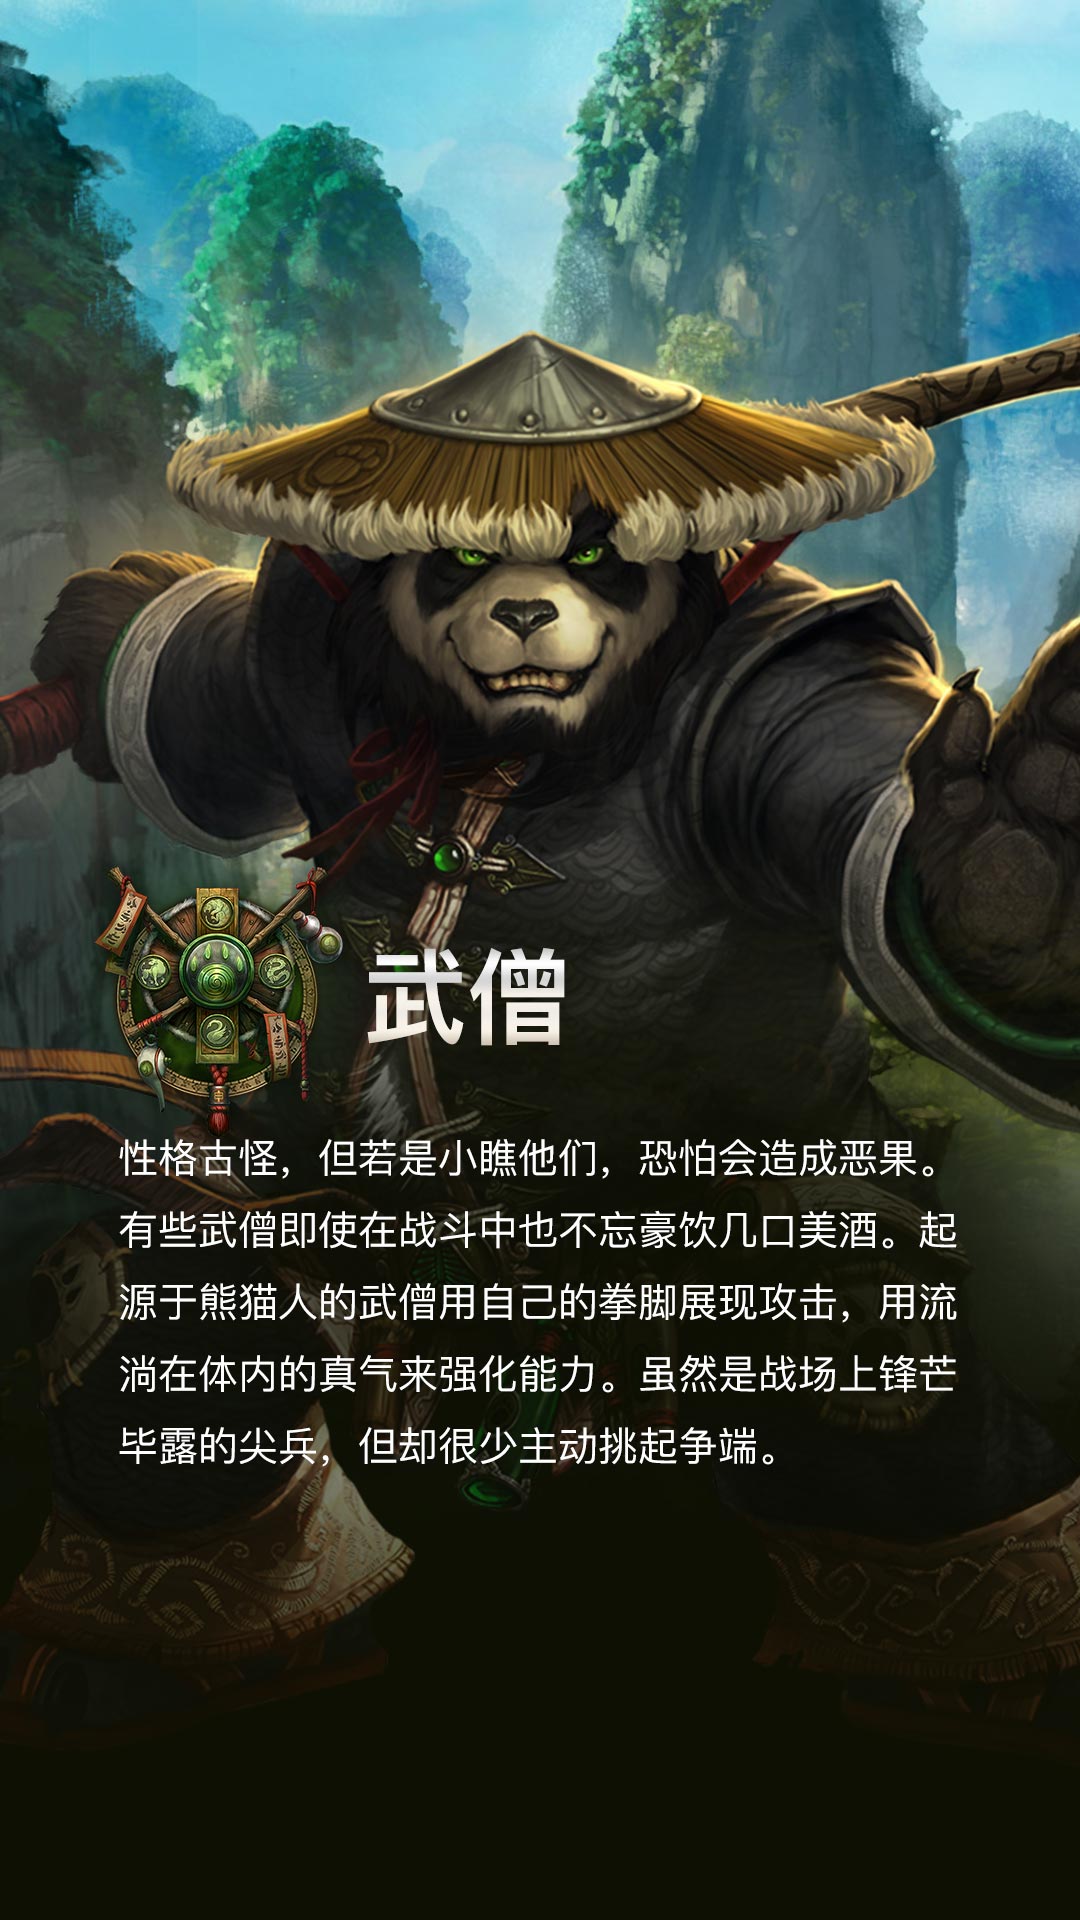 武僧
性格古怪，但若是小瞧他们，恐怕会造成恶果。
有些武僧即使在战斗中也不忘豪饮几口美酒。起
源于熊猫人的武僧用自己的拳脚展现攻击，用流
淌在体内的真气来强化能力。虽然是战场上锋芒
毕露的尖兵，但却很少主动挑起争端。